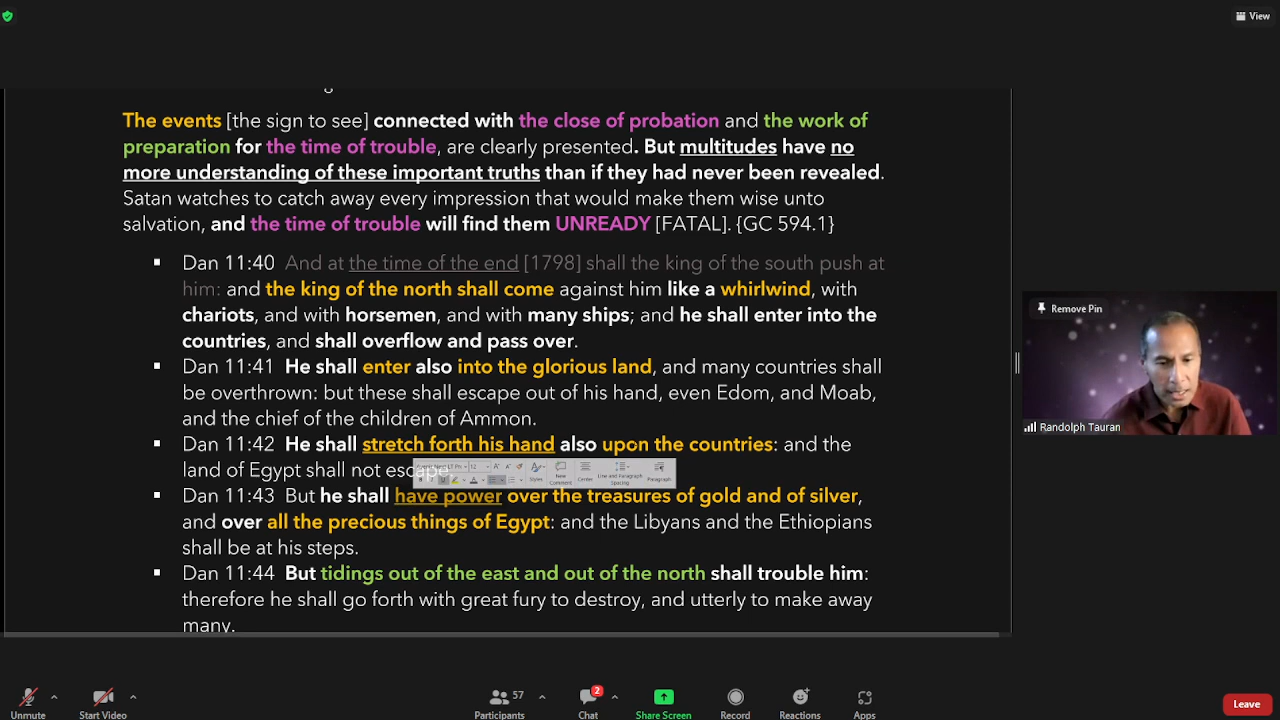 View
The events [the sign to see] connected with the close of probation and the work of
preparation for the time of trouble, are clearly presented. But multitudes have no
more understanding of these important truths than if they had never been revealed.
Satan watches to catch away every impression that would make them wise unto
salvation, and the time of trouble will find them UNREADY [FATAL]. {GC 594.1}
▪ Dan 11:40 And at the time of the end [1798] shall the king of the south push at
him: and the king of the north shall come against him like a whirlwind, with
chariots, and with horsemen, and with many ships; and he shall enter into the
countries, and shall overflow and pass over.
▪ Dan 11:41 He shall enter also into the glorious land, and many countries shall
be overthrown: but these shall escape out of his hand, even Edom, and Moab,
and the chief of the children of Ammon.
▪ Dan 11:42 He shall stretch forth his hand also upon the countries: and the
land of Egypt shall not escape.
12
Styles
New Comment
Center
Line and Paragraph Spacing
Paragraph
▪ Dan 11:43 But he shall have power over the treasures of gold and of silver,
and over all the precious things of Egypt: and the Libyans and the Ethiopians
shall be at his steps.
▪ Dan 11:44 But tidings out of the east and out of the north shall trouble him:
therefore he shall go forth with great fury to destroy, and utterly to make away
many.
Remove Pin
Randolph Tauran
Unmute
Start Video
57
Participants
2
Chat
Share Screen
Record
Reactions
Apps
Leave